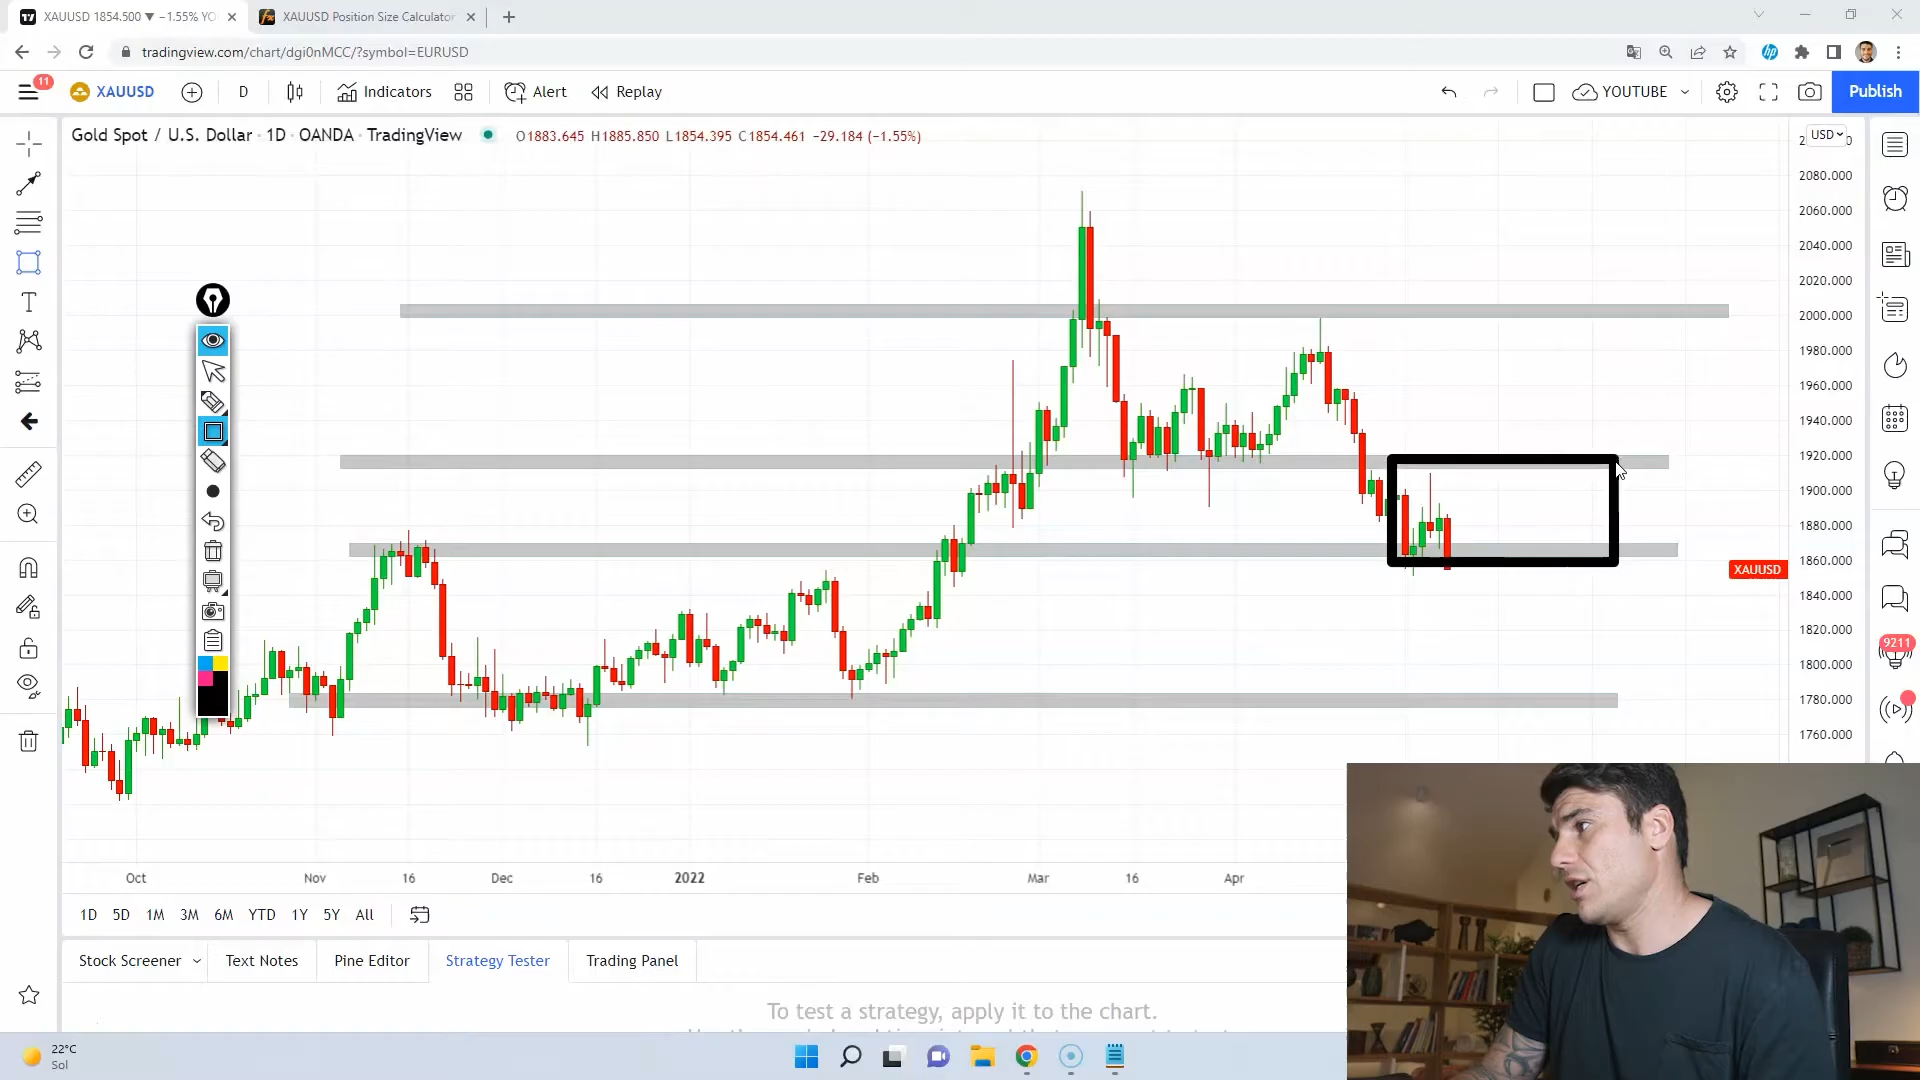 XAUUSD 1854.500 ▼ −1.55% YO
XAUUSD Position Size Calculator
tradingview.com/chart/dgi0nMCC/?symbol=EURUSD
11
XAUUSD
D
Indicators
Alert
Replay
YOUTUBE
Publish
Gold Spot / U.S. Dollar · 1D · OANDA · TradingView
O1883.645 H1885.850 L1854.395 C1854.461 −29.184 (−1.55%)
USD
2080.000
2060.000
2040.000
2020.000
2000.000
1980.000
1960.000
1940.000
1920.000
1900.000
1880.000
1860.000
XAUUSD
1840.000
1820.000
1800.000
1780.000
1760.000
9211
Oct
Nov
16
Dec
16
2022
Feb
Mar
16
Apr
1D 5D 1M 3M 6M YTD 1Y 5Y All
Stock Screener
Text Notes
Pine Editor
Strategy Tester
Trading Panel
To test a strategy, apply it to the chart.
22°C
Sol